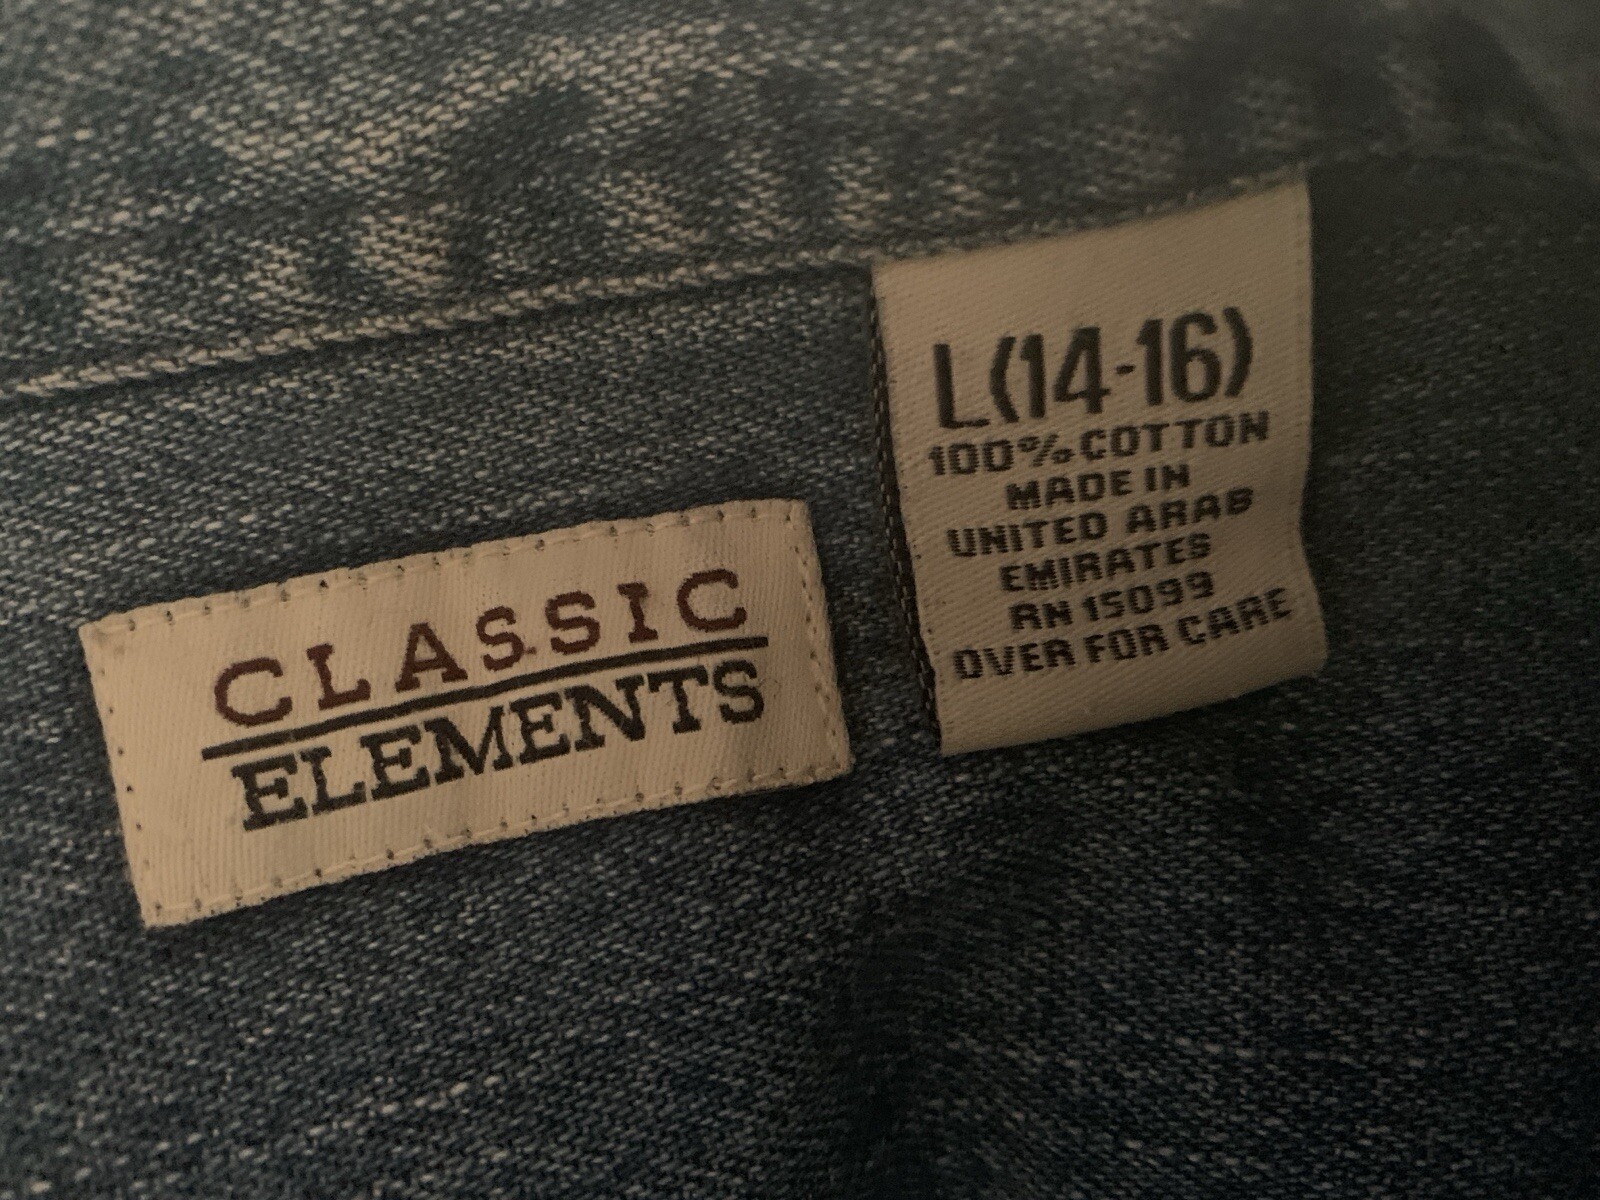 CLASSIC
ELEMENTS
L(14-16)
100% COTTON
MADE IN
UNITED ARAB
EMIRATES
RN 15099
OVER FOR CARE